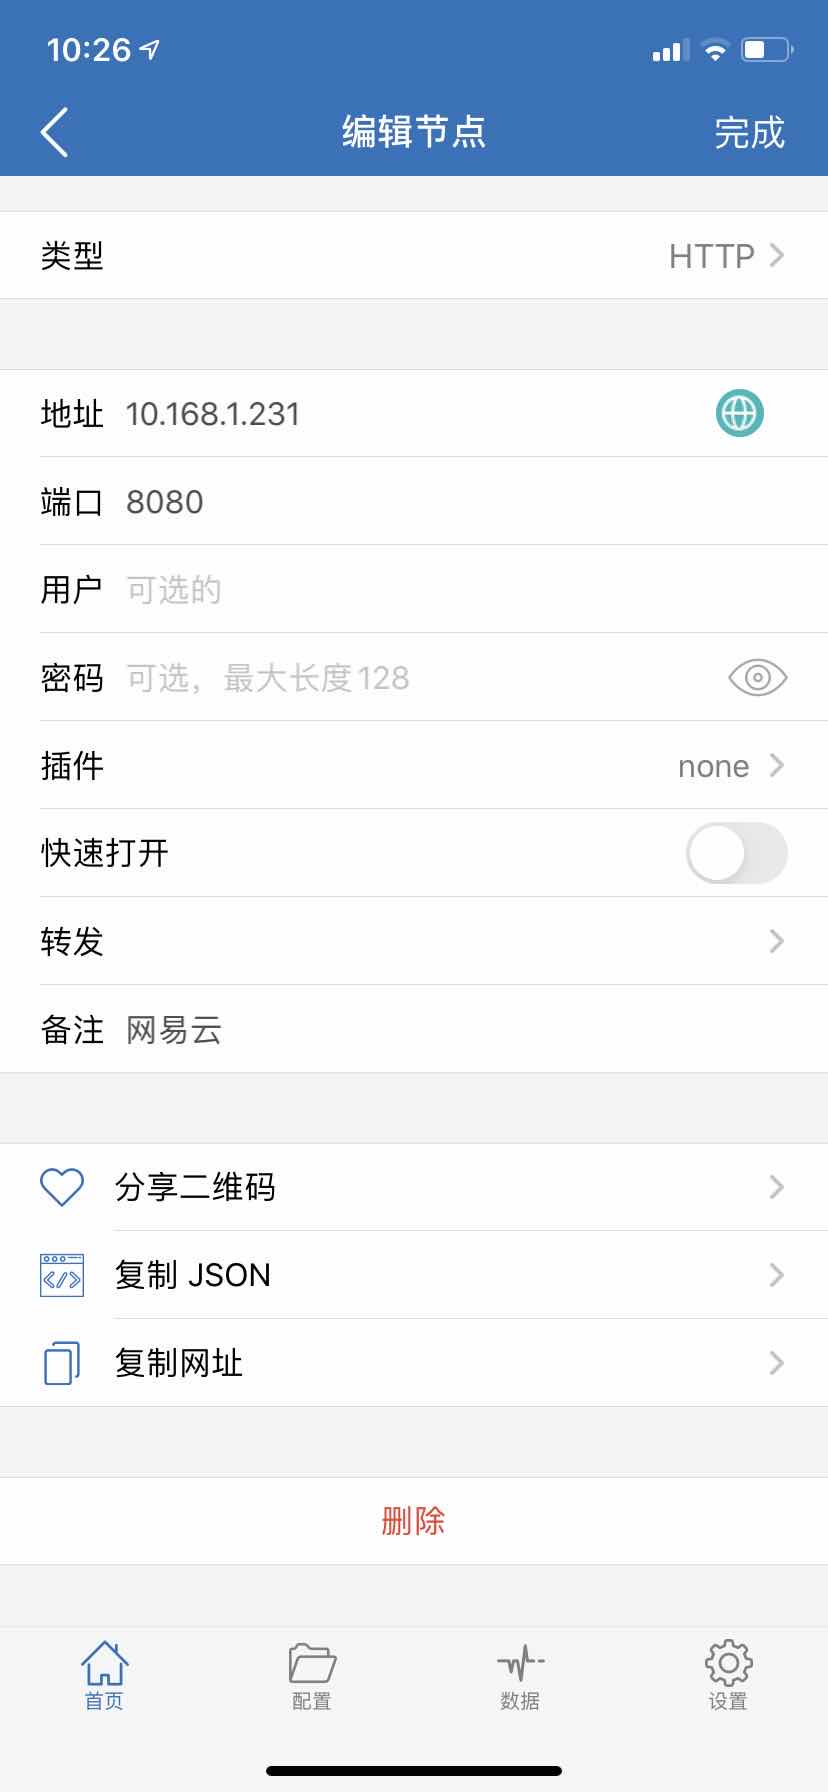 10:26
编辑节点
完成
类型 HTTP
地址 10.168.1.231
端口 8080
用户 可选的
密码 可选，最大长度128
插件 none
快速打开
转发
备注 网易云
分享二维码
复制 JSON
复制网址
删除
首页 配置 数据 设置